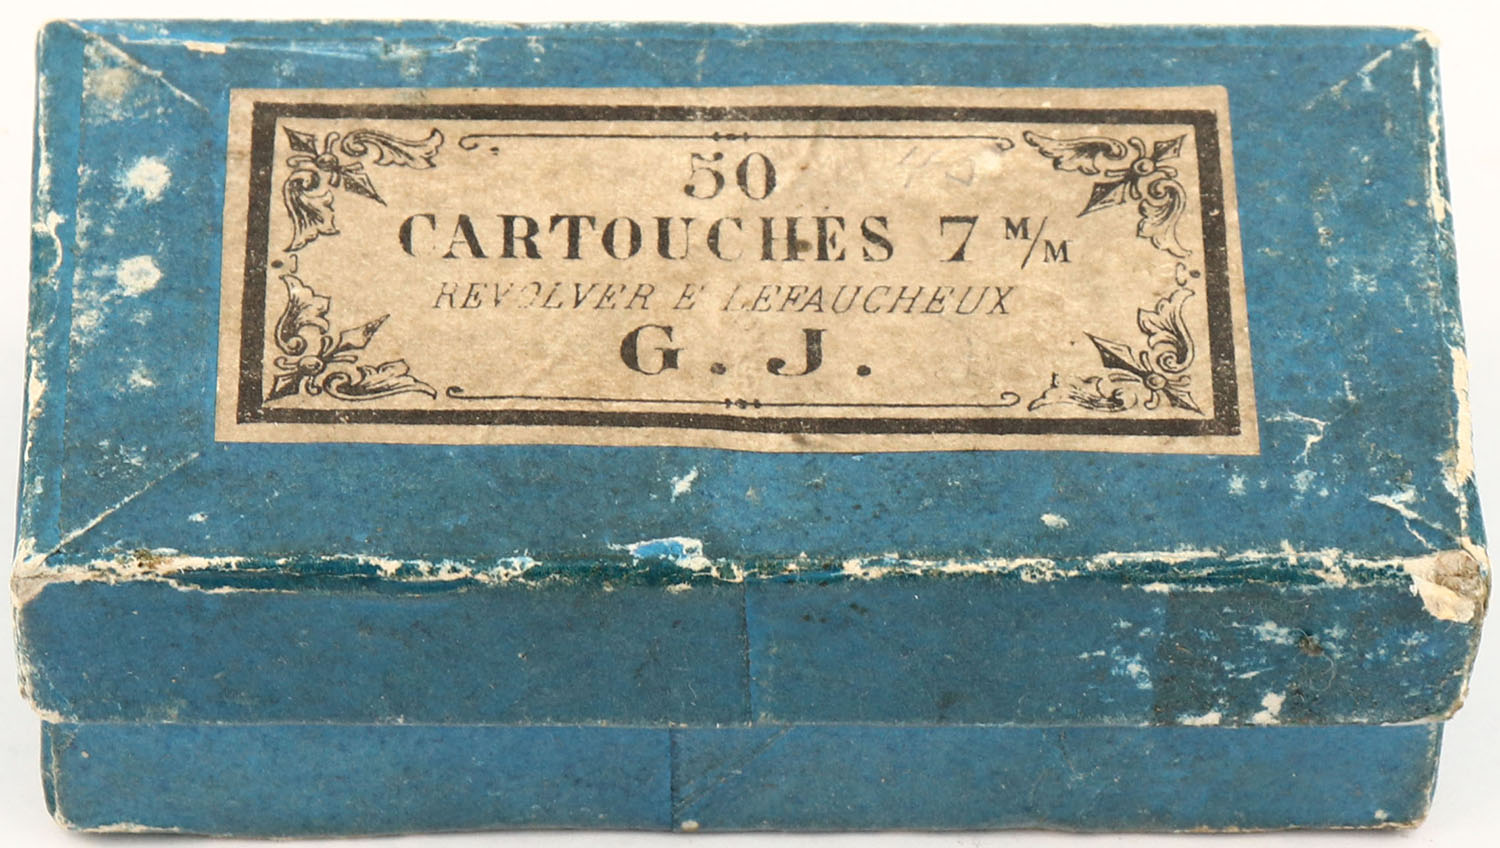 50
CARTOUCHES 7 M/M
REVOLVER E LEFAUCHEUX
G. J.